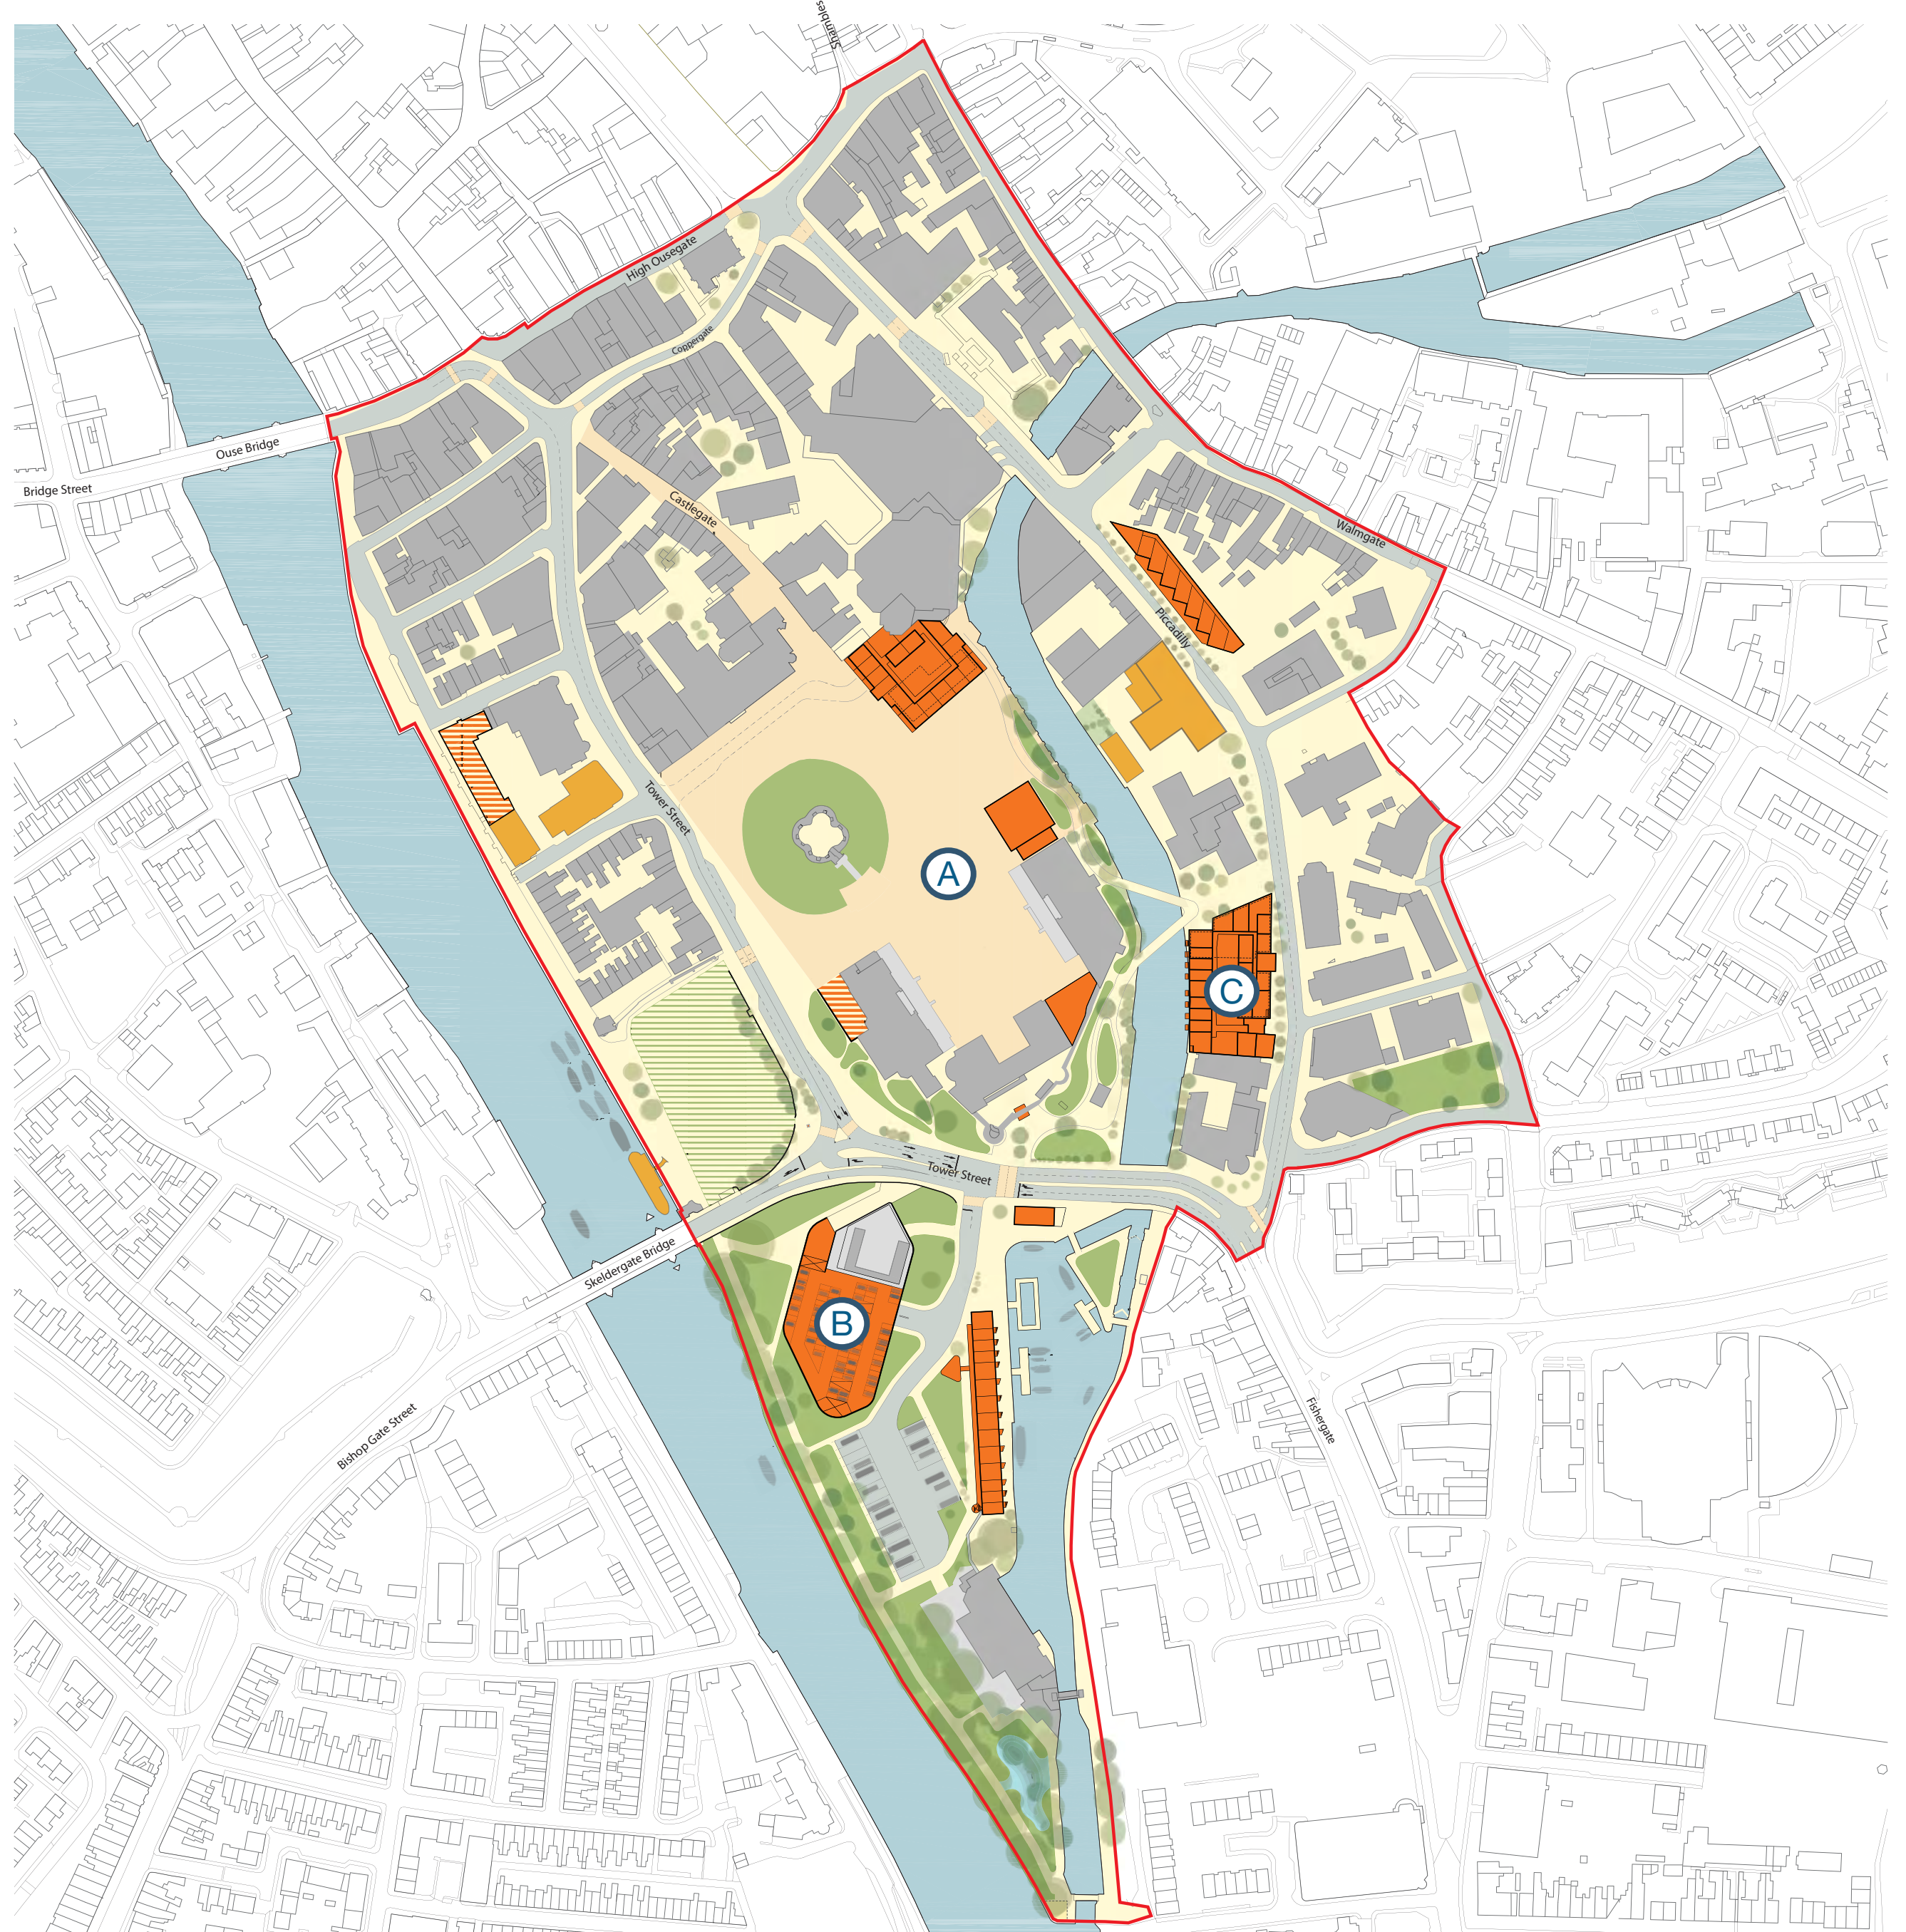 Shambles
High Ousegate
Coppergate
Ouse Bridge
Bridge Street
Castlegate
Walmgate
Piccadilly
Tower Street
A
C
Tower Street
Skeldergate Bridge
B
Bishop Gate Street
Fishergate